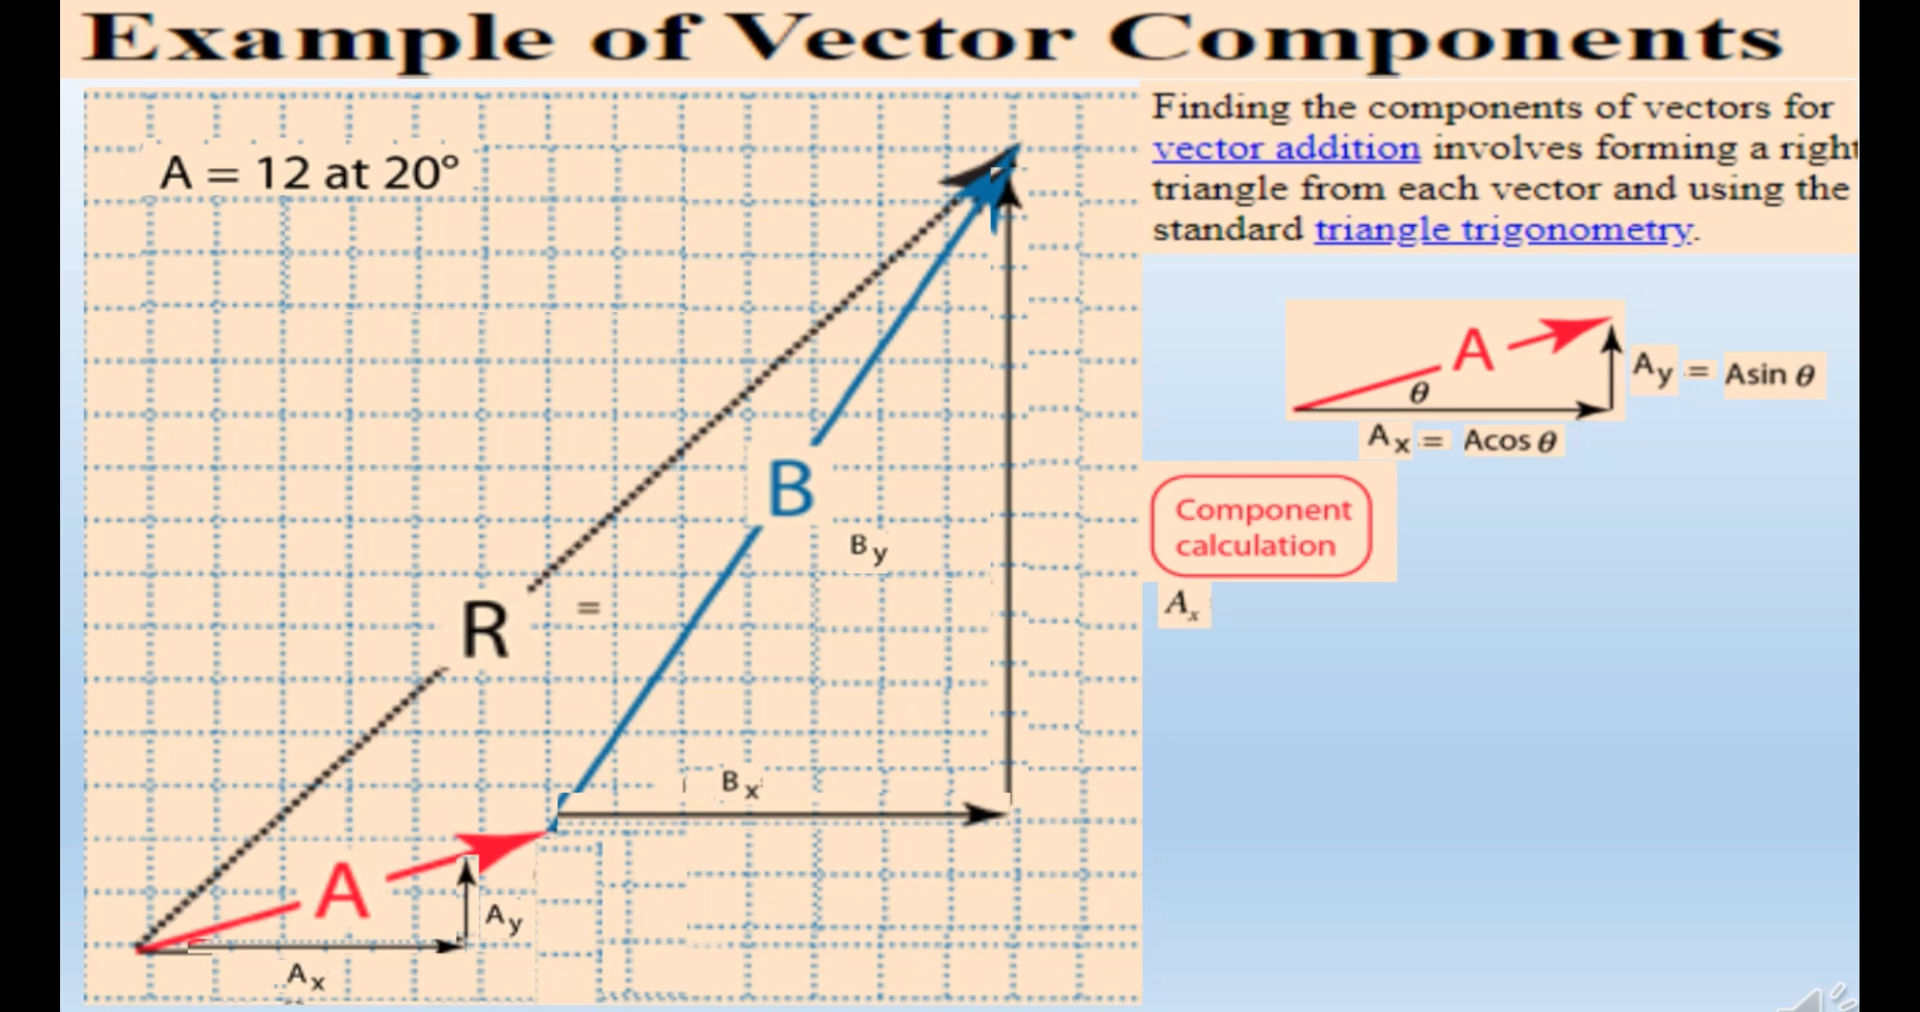 Example of Vector Components
A = 12 at 20°
Finding the components of vectors for
vector addition involves forming a right
triangle from each vector and using the
standard triangle trigonometry.
A
θ
Ay = Asin θ
Ax = Acos θ
B
By
Component
calculation
Ax
R =
Bx
A
Ay
Ax